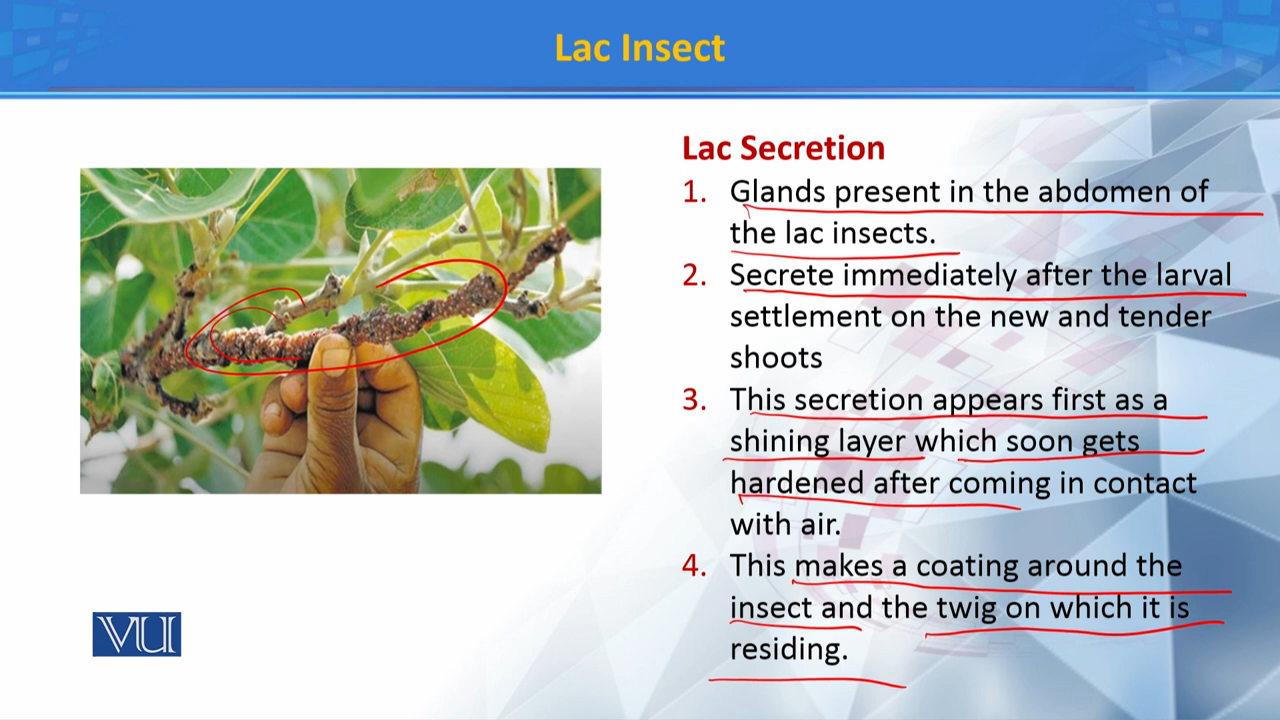 Lac Insect
Lac Secretion
1. Glands present in the abdomen of
the lac insects.
2. Secrete immediately after the larval
settlement on the new and tender
shoots
3. This secretion appears first as a
shining layer which soon gets
hardened after coming in contact
with air.
4. This makes a coating around the
insect and the twig on which it is
residing.
VU